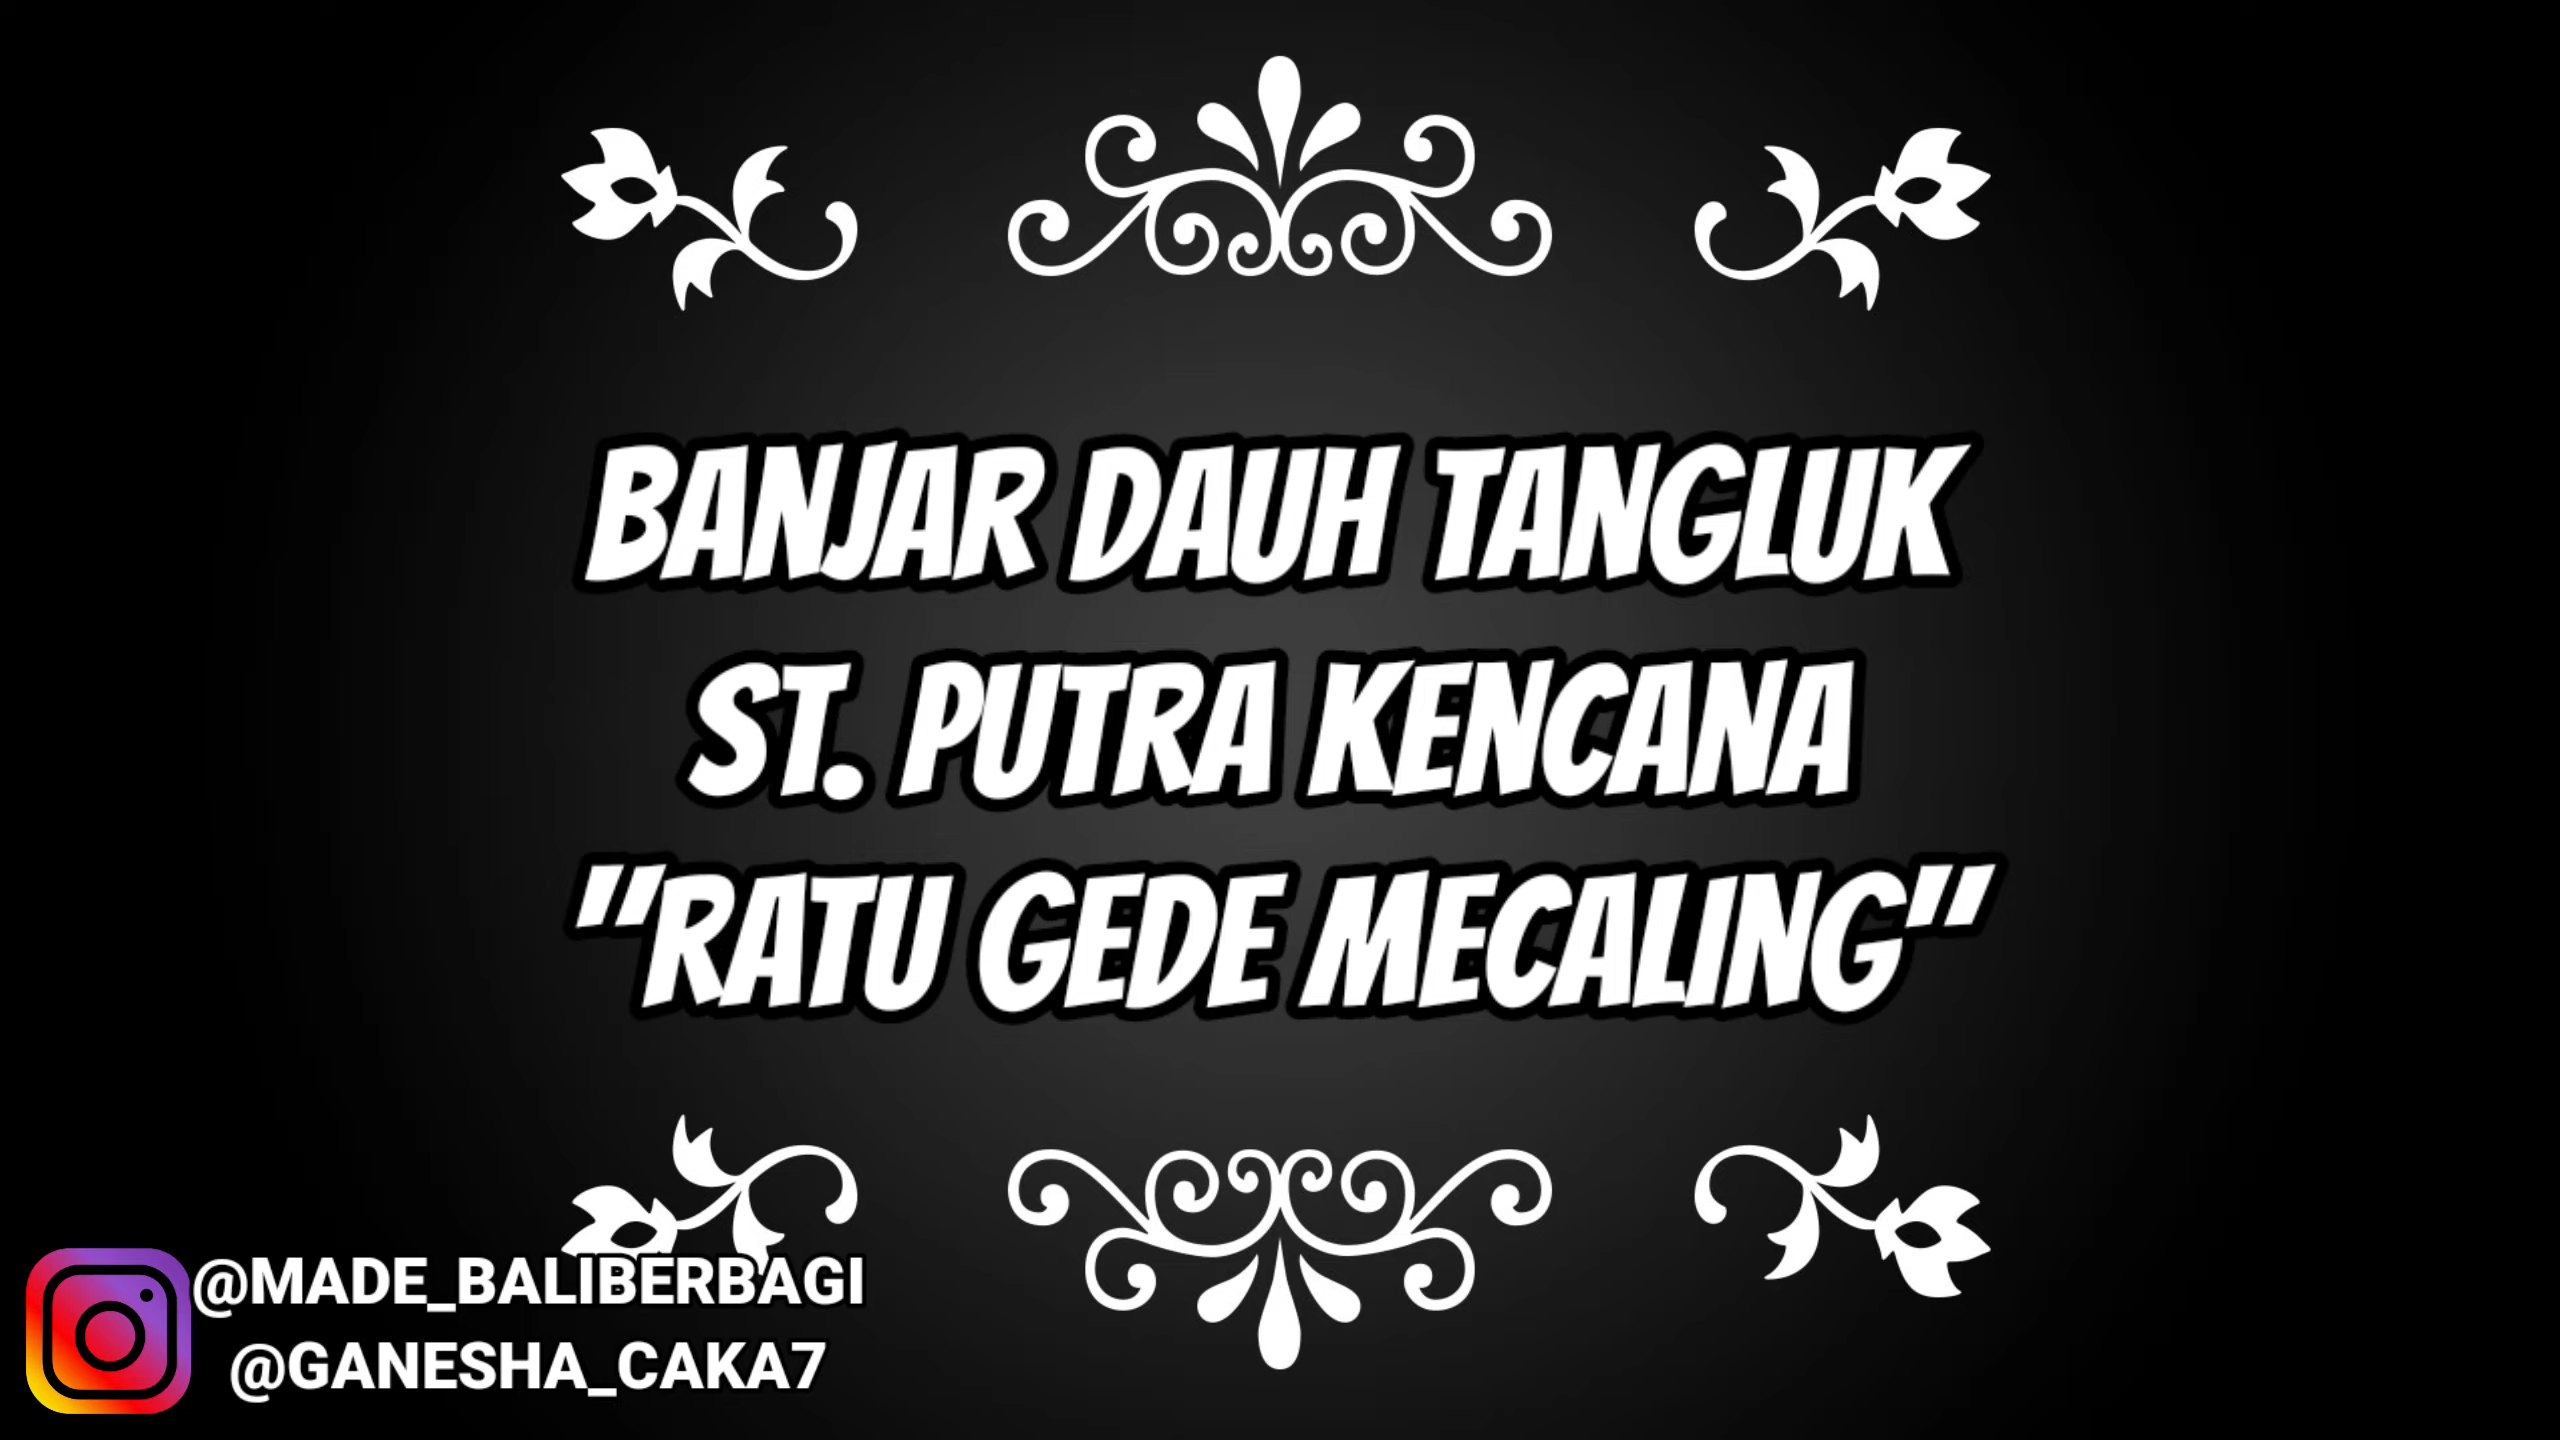 BANJAR DAUH TANGLUK
ST. PUTRA KENCANA
"RATU GEDE MECALING"
@MADE_BALIBERBAGI
@GANESHA_CAKA7